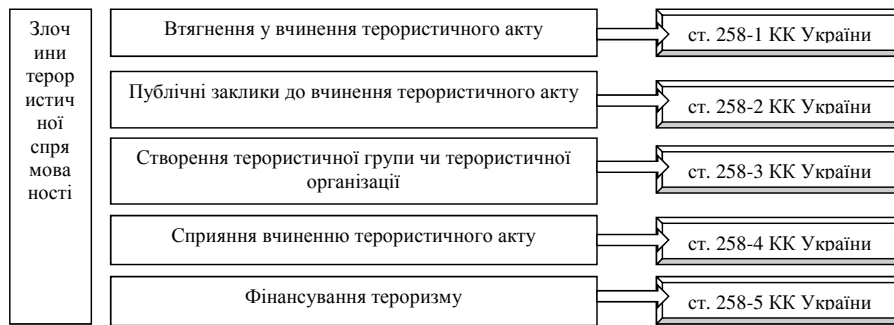 Злоч
ини
терор
истич
ної
спря
мова
ності
Втягнення у вчинення терористичного акту
ст. 258-1 КК України
Публічні заклики до вчинення терористичного акту
ст. 258-2 КК України
Створення терористичної групи чи терористичної
організації
ст. 258-3 КК України
Сприяння вчиненню терористичного акту
ст. 258-4 КК України
Фінансування тероризму
ст. 258-5 КК України